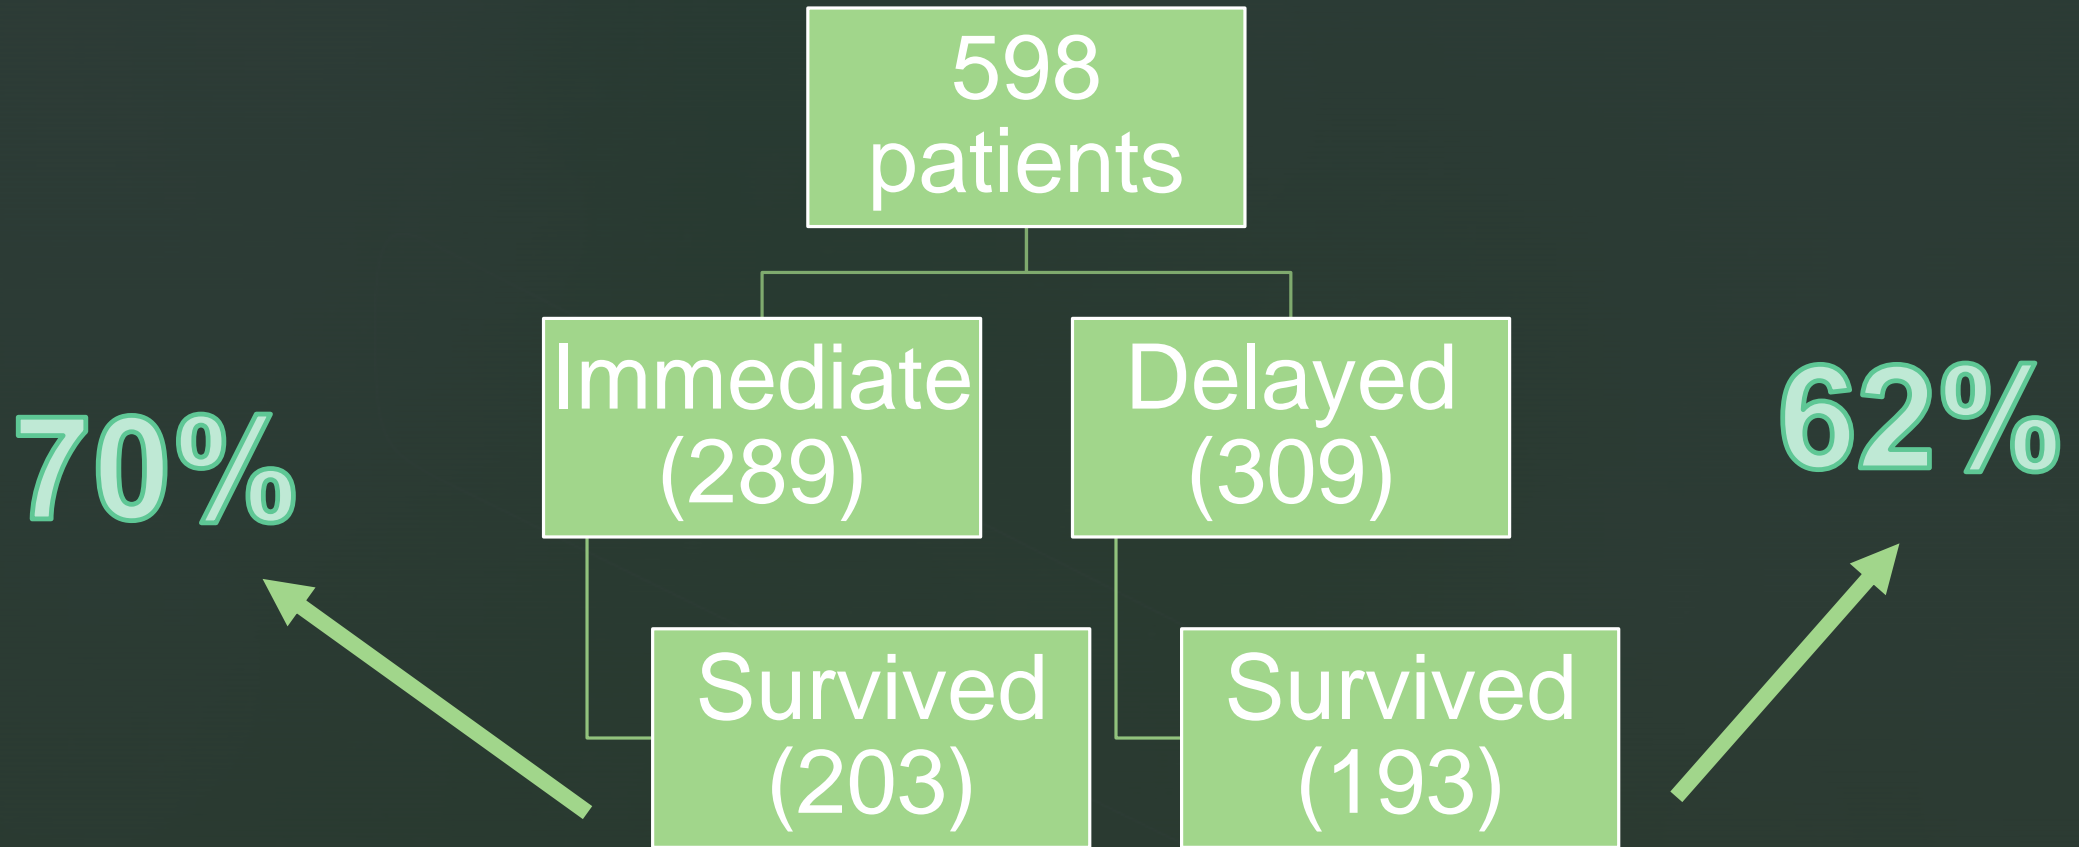 598
patients
Immediate
(289)
Delayed
(309)
70%
62%
Survived
(203)
Survived
(193)